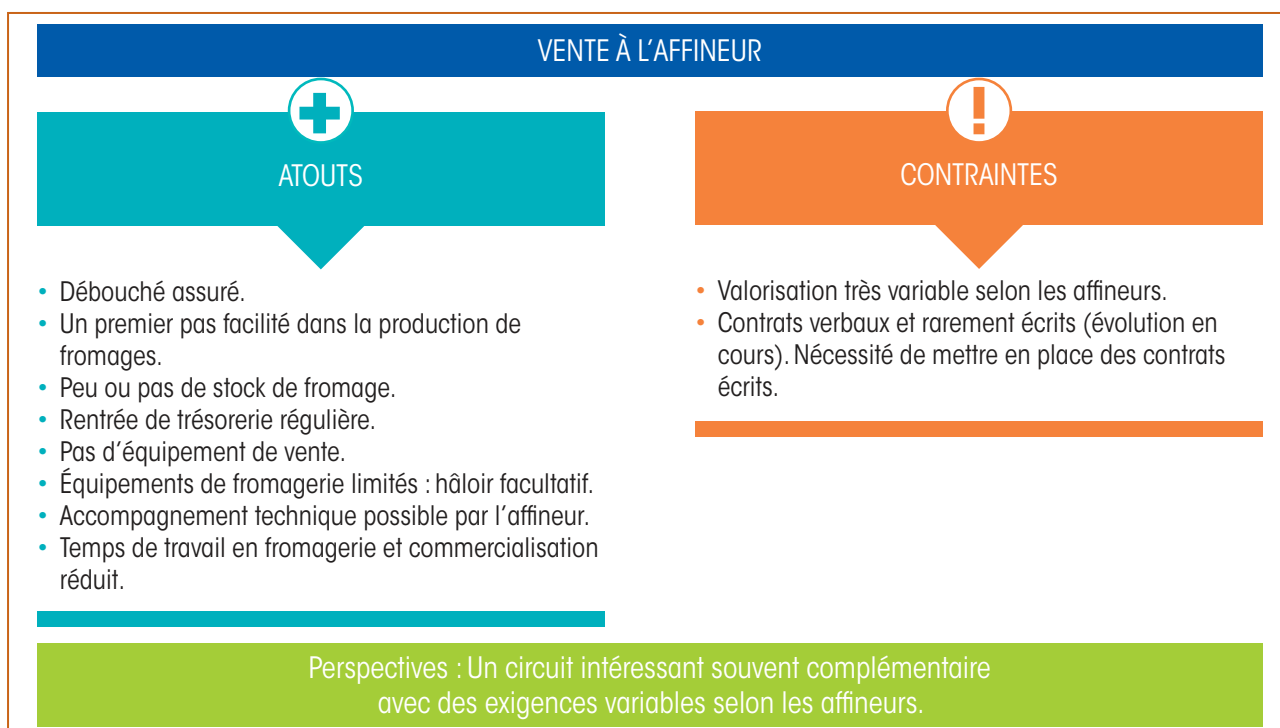 VENTE À L'AFFINEUR
ATOUTS
• Débouché assuré.
• Un premier pas facilité dans la production de
fromages.
• Peu ou pas de stock de fromage.
• Rentrée de trésorerie régulière.
• Pas d'équipement de vente.
• Équipements de fromagerie limités : hâloir facultatif.
• Accompagnement technique possible par l'affineur.
• Temps de travail en fromagerie et commercialisation
réduit.
CONTRAINTES
• Valorisation très variable selon les affineurs.
• Contrats verbaux et rarement écrits (évolution en
cours). Nécessité de mettre en place des contrats
écrits.
Perspectives : Un circuit intéressant souvent complémentaire
avec des exigences variables selon les affineurs.